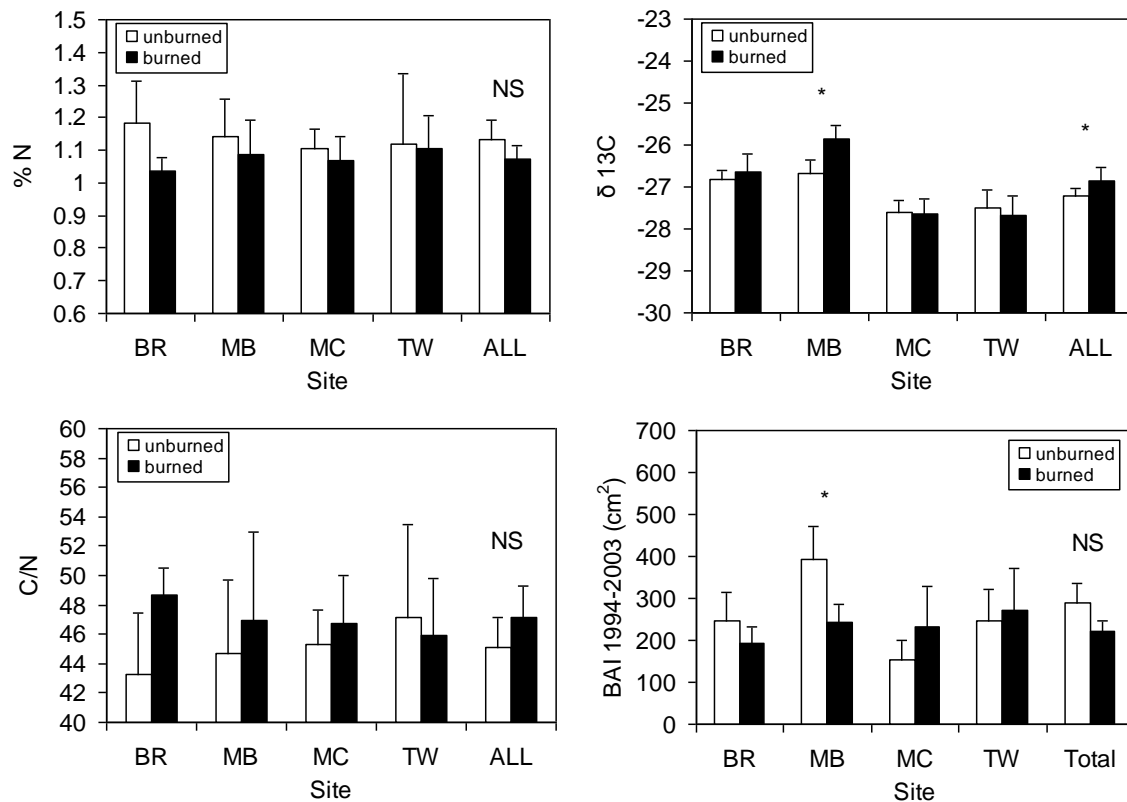 1.5
1.4
1.3
1.2
1.1
1
0.9
0.8
0.7
0.6
% N
unburned
burned
NS
BR MB MC TW ALL
Site
-23
-24
-25
-26
-27
-28
-29
-30
δ 13C
unburned
burned
*
*
BR MB MC TW ALL
Site
60
58
56
54
52
50
48
46
44
42
40
C/N
unburned
burned
NS
BR MB MC TW ALL
Site
700
600
500
400
300
200
100
0
BAI 1994-2003 (cm²)
unburned
burned
*
NS
BR MB MC TW Total
Site